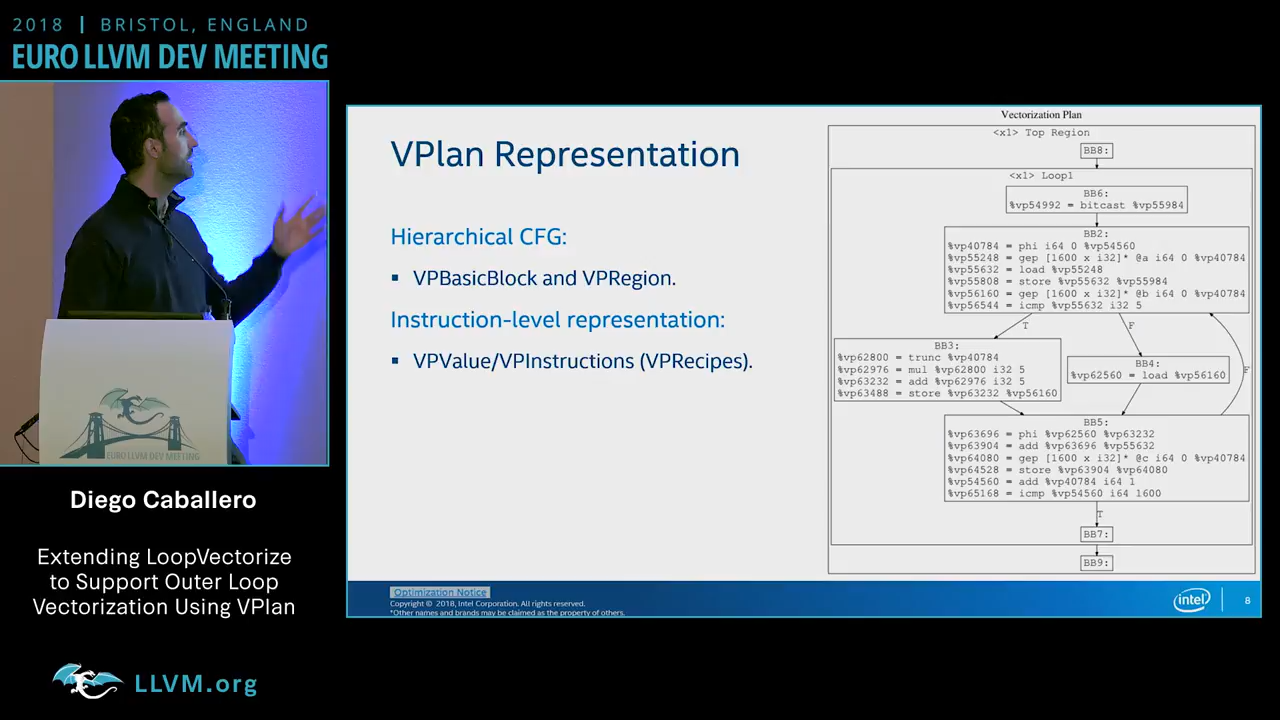 2018 | BRISTOL, ENGLAND
EURO LLVM DEV MEETING
EURO LLVM DEV MEETING
Diego Caballero
Extending LoopVectorize
to Support Outer Loop
Vectorization Using VPlan
LLVM.org
VPlan Representation
Hierarchical CFG:
▪ VPBasicBlock and VPRegion.
Instruction-level representation:
▪ VPValue/VPInstructions (VPRecipes).
Vectorization Plan
<x1> Top Region
BB8:
<x1> Loop1
BB6:
%vp54992 = bitcast %vp55984
BB2:
%vp40784 = phi i64 0 %vp54560
%vp55248 = gep [1600 x i32]* @a i64 0 %vp40784
%vp55632 = load %vp55248
%vp55808 = store %vp55632 %vp55984
%vp56160 = gep [1600 x i32]* @b i64 0 %vp40784
%vp56544 = icmp %vp55632 i32 5
T
F
BB3:
%vp62800 = trunc %vp40784
%vp62976 = mul %vp62800 i32 5
%vp63232 = add %vp62976 i32 5
%vp63488 = store %vp63232 %vp56160
BB4:
%vp62560 = load %vp56160
F
BB5:
%vp63696 = phi %vp62560 %vp63232
%vp63904 = add %vp63696 %vp55632
%vp64080 = gep [1600 x i32]* @c i64 0 %vp40784
%vp64528 = store %vp63904 %vp64080
%vp54560 = add %vp40784 i64 1
%vp65168 = icmp %vp54560 i64 1600
T
BB7:
BB9:
Optimization Notice
Copyright © 2018, Intel Corporation. All rights reserved.
*Other names and brands may be claimed as the property of others.
intel
8